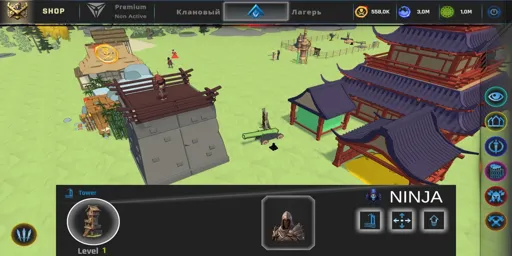 SHOP
Premium
Non Active
Клановый
Лагерь
558,0K
3,0M
1,0M
tower
Level 1
NINJA